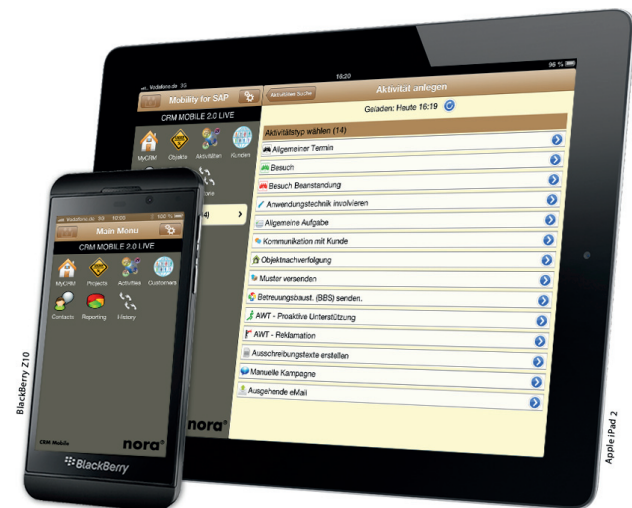 Vodafone.de 3G
16:20
96 %
Mobility for SAP
Aktivitäten Suche
Aktivität anlegen
CRM MOBILE 2.0 LIVE
Geladen: Heute 16:19
MyCRM
Objekte
Aktivitäten
Kunden
Aktivitätstyp wählen (14)
Allgemeiner Termin
Besuch
Besuch Beanstandung
Anwendungstechnik involvieren
Allgemeine Aufgabe
Kommunikation mit Kunde
Objektnachverfolgung
Muster versenden
Betreuungsbaust. (BBS) senden.
AWT - Proaktive Unterstützung
AWT - Reklamation
Ausschreibungstexte erstellen
Manuelle Kampagne
Ausgehende eMail
nora®
Vodafone.de 3G
100 %
Main Menu
CRM MOBILE 2.0 LIVE
MyCRM
Projects
Activities
Customers
Contacts
Reporting
History
CRM Mobile
nora®
BlackBerry
BlackBerry Z10
Apple iPad 2